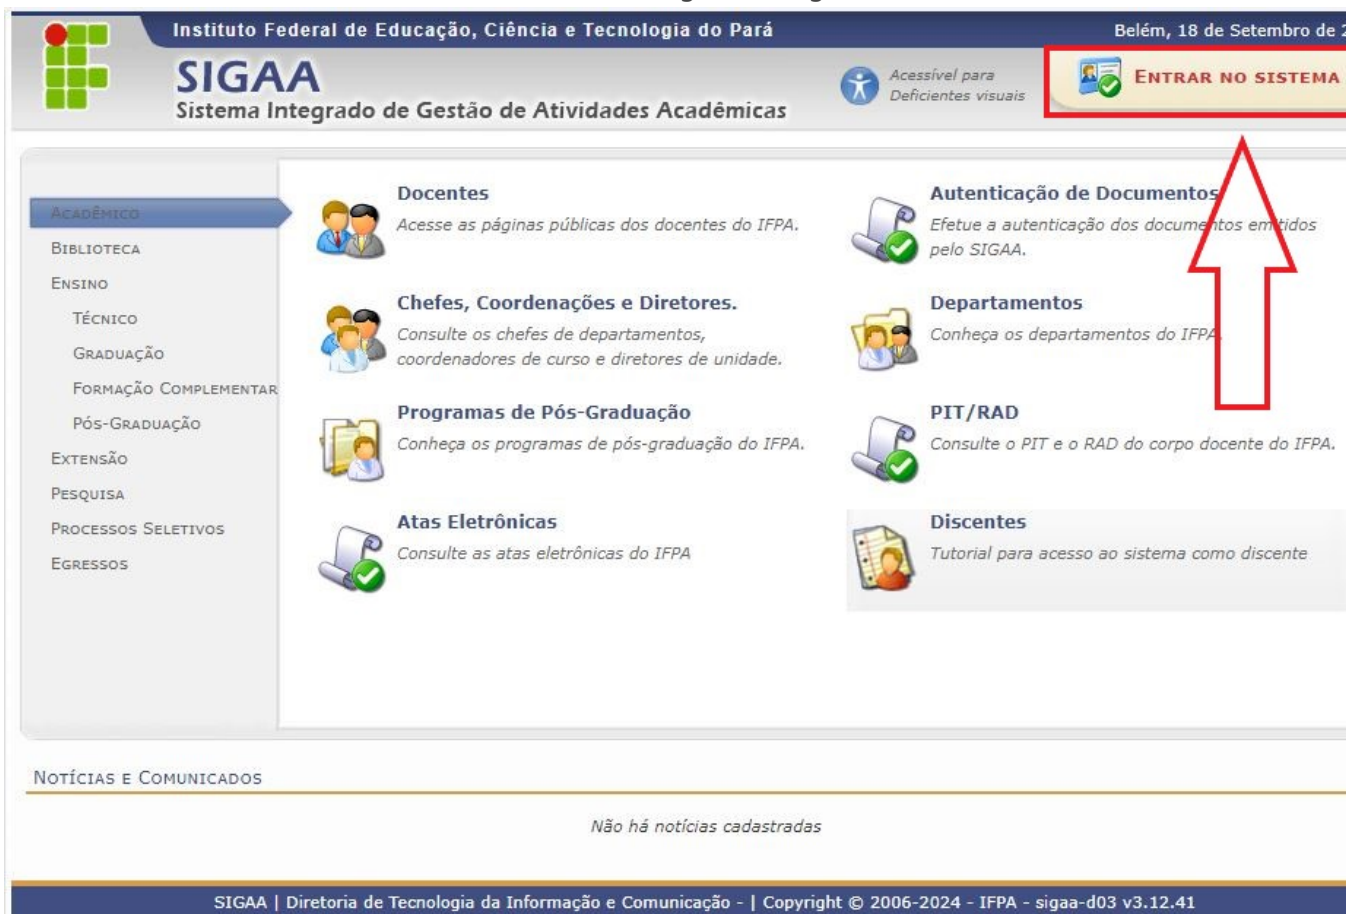 Instituto Federal de Educação, Ciência e Tecnologia do Pará
Belém, 18 de Setembro de 2
SIGAA
Sistema Integrado de Gestão de Atividades Acadêmicas
Acessível para
Deficientes visuais
ENTRAR NO SISTEMA
ACADÊMICO
BIBLIOTECA
ENSINO
TÉCNICO
GRADUAÇÃO
FORMAÇÃO COMPLEMENTAR
PÓS-GRADUAÇÃO
EXTENSÃO
PESQUISA
PROCESSOS SELETIVOS
EGRESSOS
Docentes
Acesse as páginas públicas dos docentes do IFPA.
Autenticação de Documentos
Efetue a autenticação dos documentos emitidos
pelo SIGAA.
Chefes, Coordenações e Diretores.
Consulte os chefes de departamentos,
coordenadores de curso e diretores de unidade.
Departamentos
Conheça os departamentos do IFPA.
Programas de Pós-Graduação
Conheça os programas de pós-graduação do IFPA.
PIT/RAD
Consulte o PIT e o RAD do corpo docente do IFPA.
Atas Eletrônicas
Consulte as atas eletrônicas do IFPA
Discentes
Tutorial para acesso ao sistema como discente
NOTÍCIAS E COMUNICADOS
Não há notícias cadastradas
SIGAA | Diretoria de Tecnologia da Informação e Comunicação - | Copyright © 2006-2024 - IFPA - sigaa-d03 v3.12.41